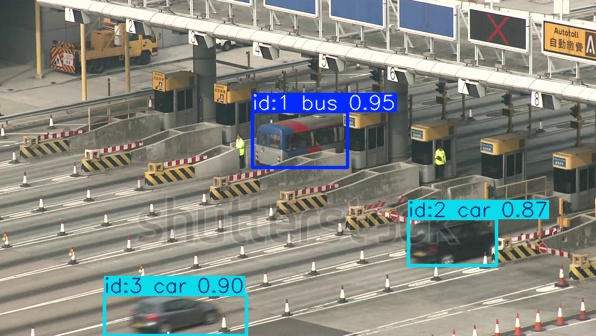 Autotoll
自動繳費
id:1 bus 0.95
id:2 car 0.87
shutterstock
id:3 car 0.90